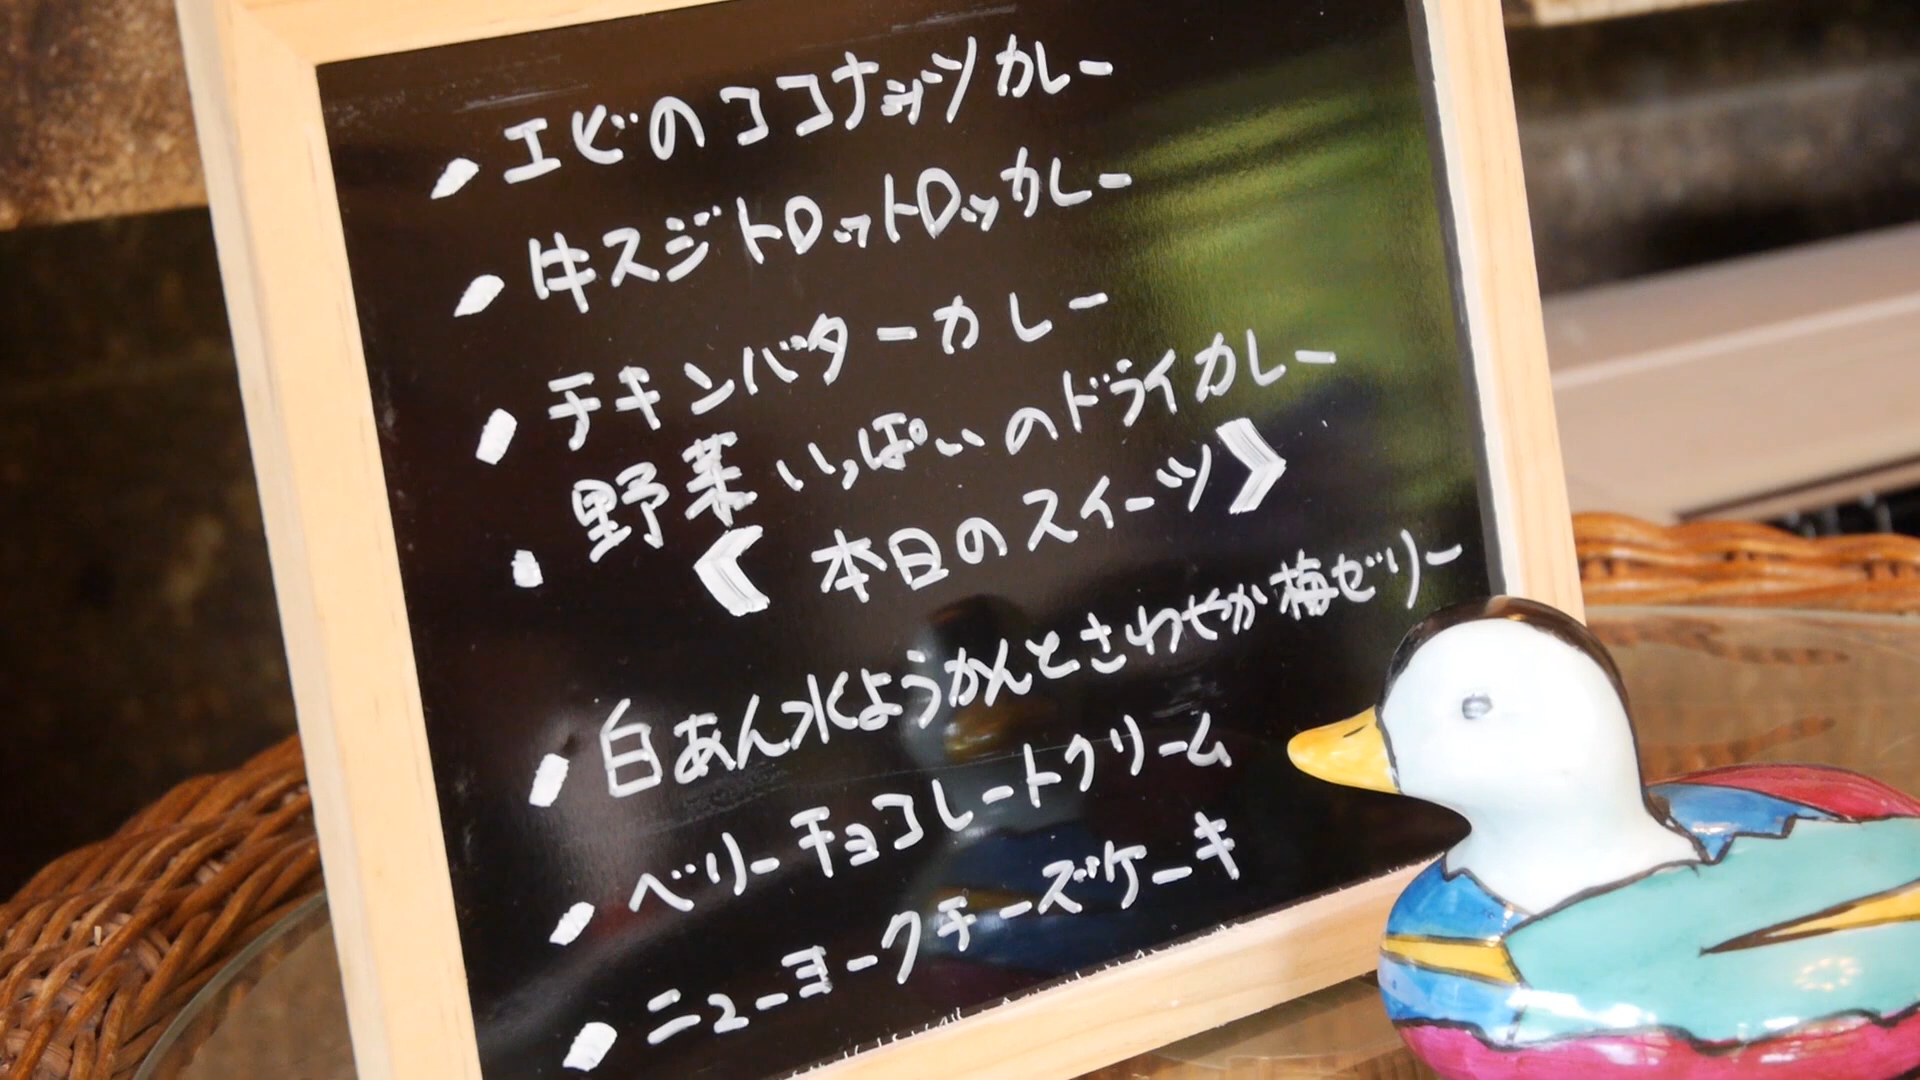 ・エビのココナッツカレー
・牛スジトロットロッカレー
・チキンバターカレー
・野菜いっぱいのドライカレー
《本日のスイーツ》
・白あん水ようかんとさわやか梅ゼリー
・ベリーチョコレートクリーム
・ニューヨークチーズケーキ